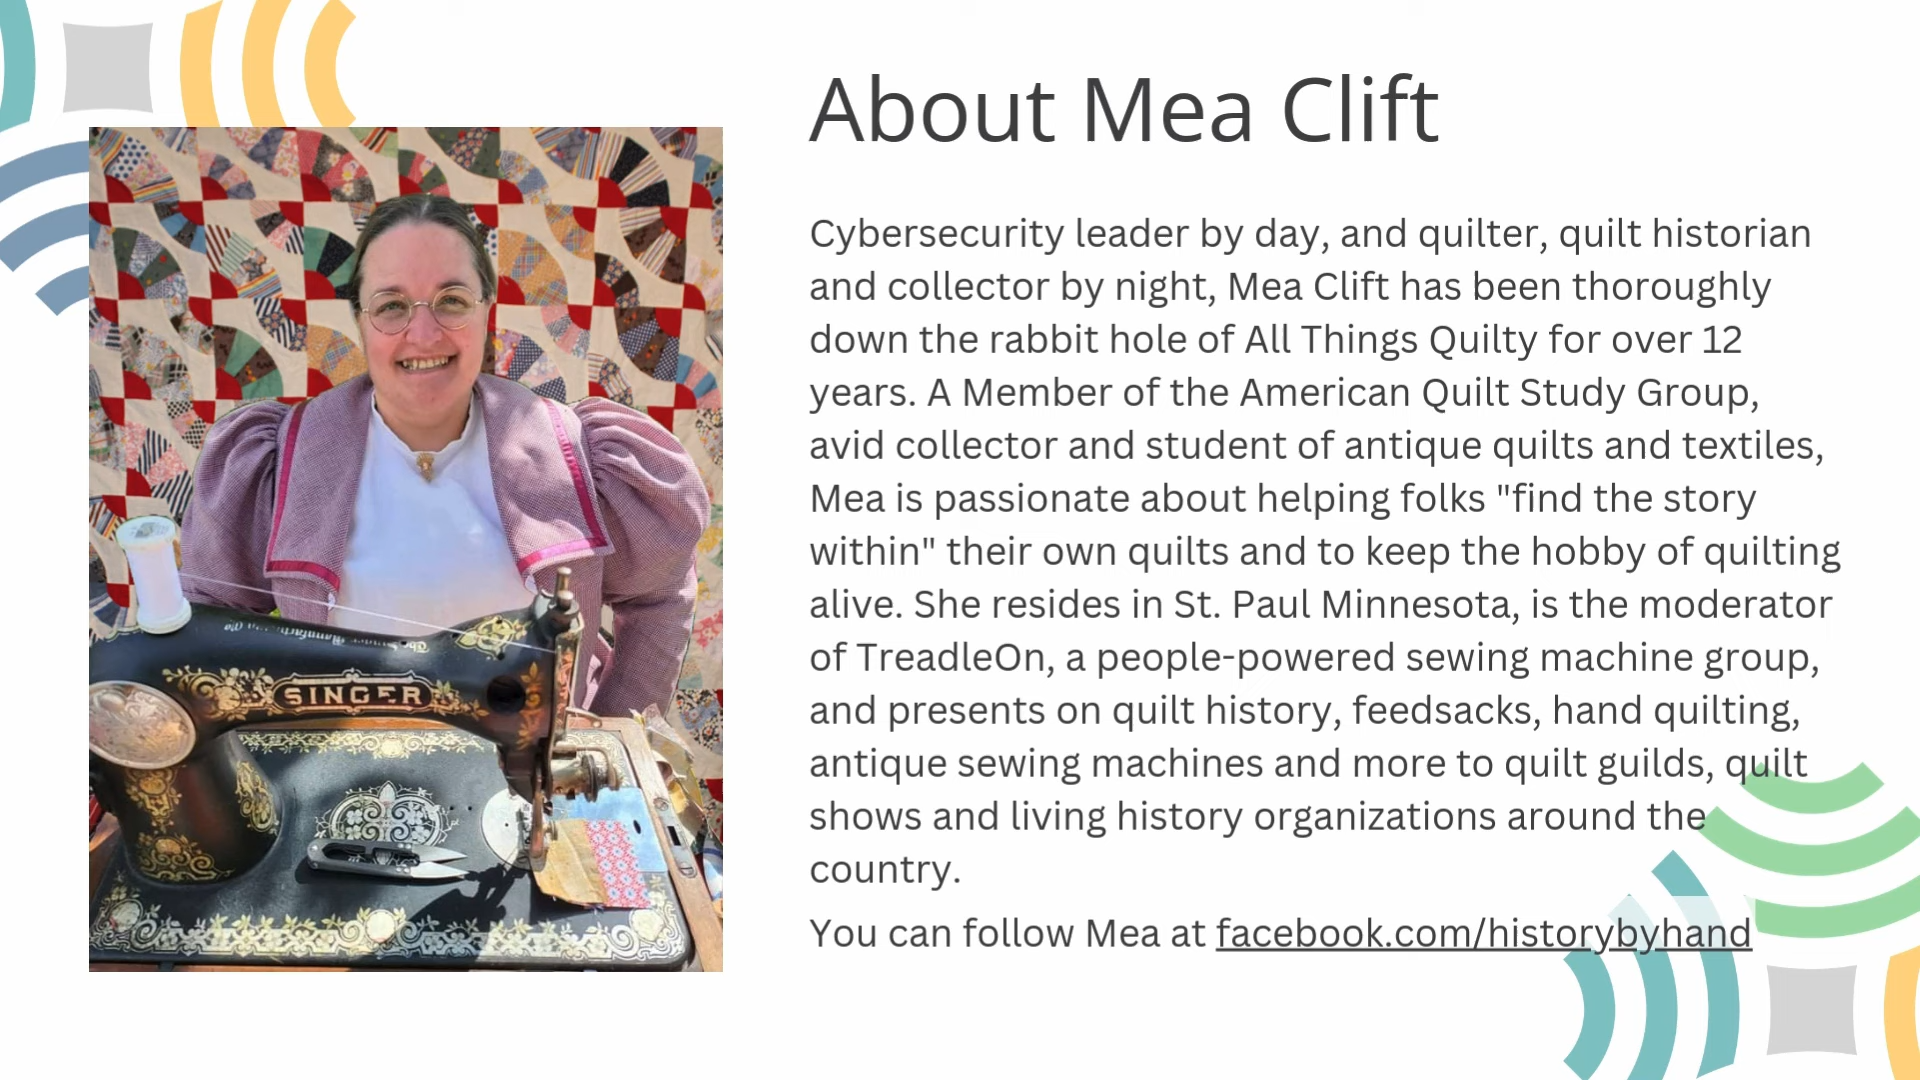 About Mea Clift
Cybersecurity leader by day, and quilter, quilt historian
and collector by night, Mea Clift has been thoroughly
down the rabbit hole of All Things Quilty for over 12
years. A Member of the American Quilt Study Group,
avid collector and student of antique quilts and textiles,
Mea is passionate about helping folks "find the story
within" their own quilts and to keep the hobby of quilting
alive. She resides in St. Paul Minnesota, is the moderator
of TreadleOn, a people-powered sewing machine group,
and presents on quilt history, feedsacks, hand quilting,
antique sewing machines and more to quilt guilds, quilt
shows and living history organizations around the
country.
You can follow Mea at facebook.com/historybyhand
SINGER